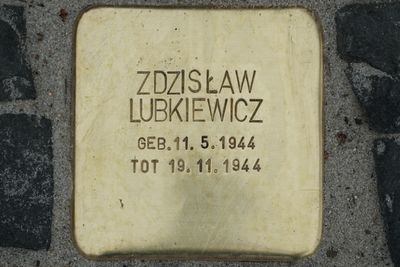 ZDZISŁAW
LUBKIEWICZ
GEB. 11. 5. 1944
TOT 19. 11. 1944